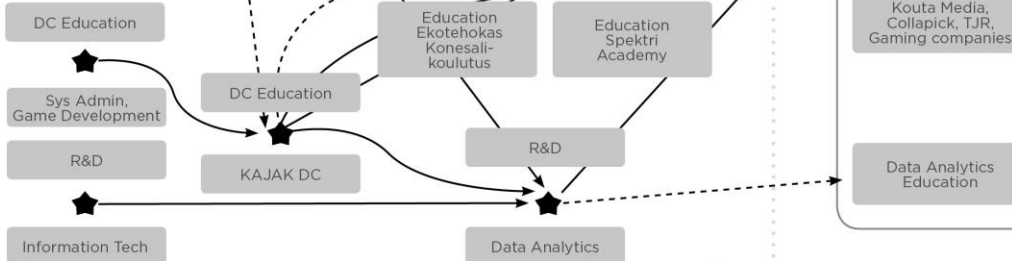 DC Education
Sys Admin,
Game Development
R&D
Information Tech
DC Education
KAJAK DC
Education
Ekotehokas
Konesali-
koulutus
Education
Spektri
Academy
R&D
Data Analytics
Kouta Media,
Collapick, TJR,
Gaming companies
Data Analytics
Education